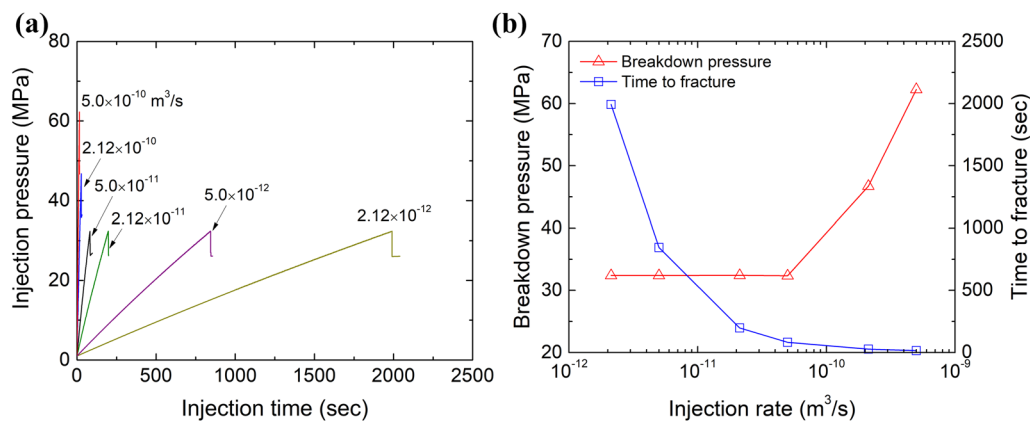 (a)
80
60
40
20
0
Injection pressure (MPa)
5.0×10⁻¹⁰ m³/s
2.12×10⁻¹⁰
5.0×10⁻¹¹
2.12×10⁻¹¹
5.0×10⁻¹²
2.12×10⁻¹²
0 500 1000 1500 2000 2500
Injection time (sec)
(b)
70
60
50
40
30
20
Breakdown pressure (MPa)
Breakdown pressure
Time to fracture
2500
2000
1500
1000
500
0
Time to fracture (sec)
10⁻¹² 10⁻¹¹ 10⁻¹⁰ 10⁻⁹
Injection rate (m³/s)